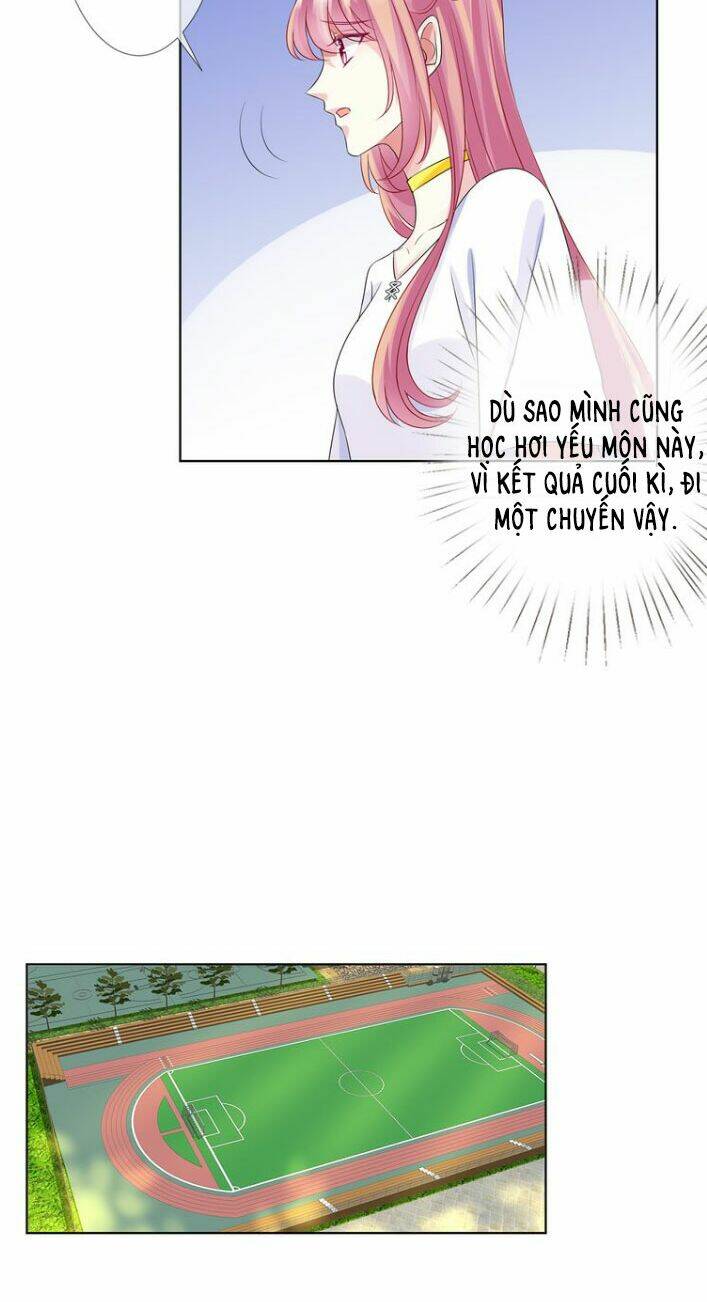 DÙ SAO MÌNH CŨNG
HỌC HƠI YẾU MÔN NÀY,
VÌ KẾT QUẢ CUỐI KÌ, ĐI
MỘT CHUYẾN VẬY.